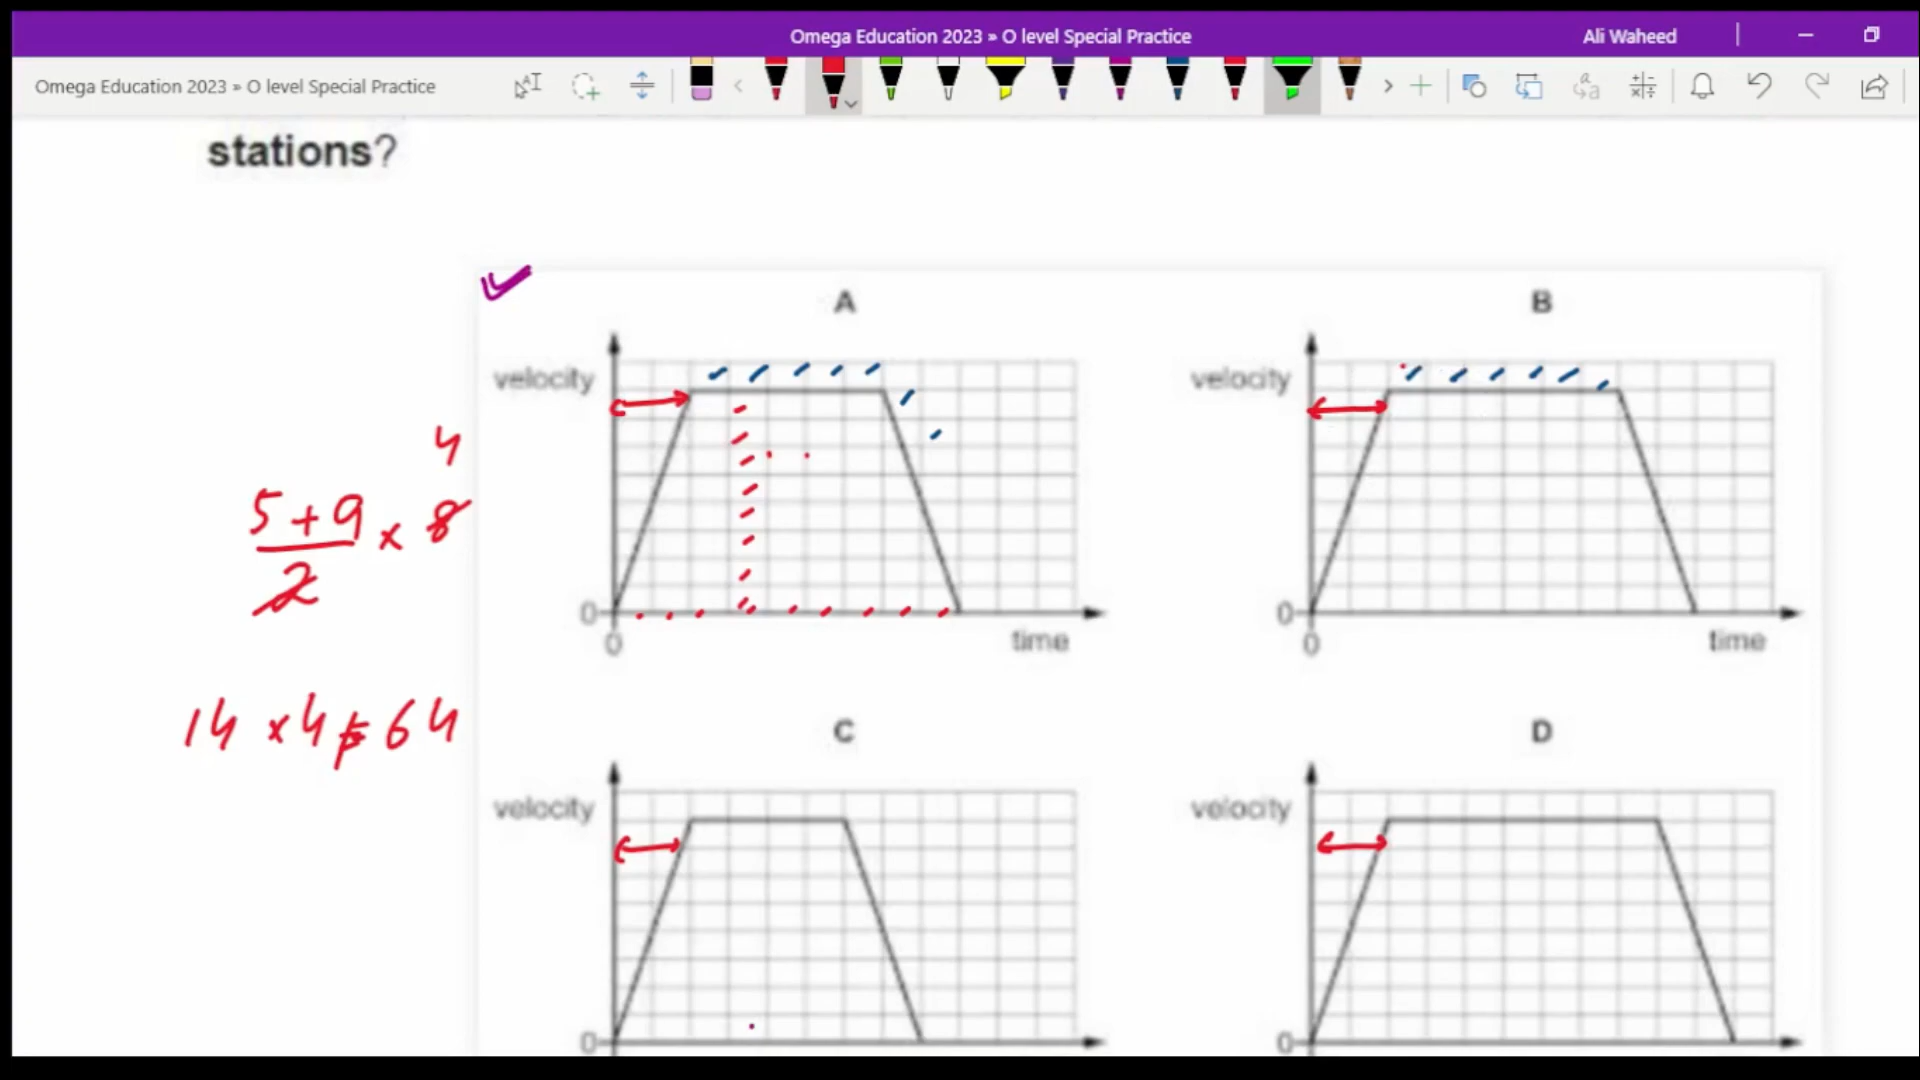 Omega Education 2023 » O level Special Practice
Ali Waheed
Omega Education 2023 » O level Special Practice
stations?
A
B
velocity
velocity
4
5 + 9 × 8
2
0
0
0
time
0
time
14 × 4 = 64
C
D
velocity
velocity
0
0